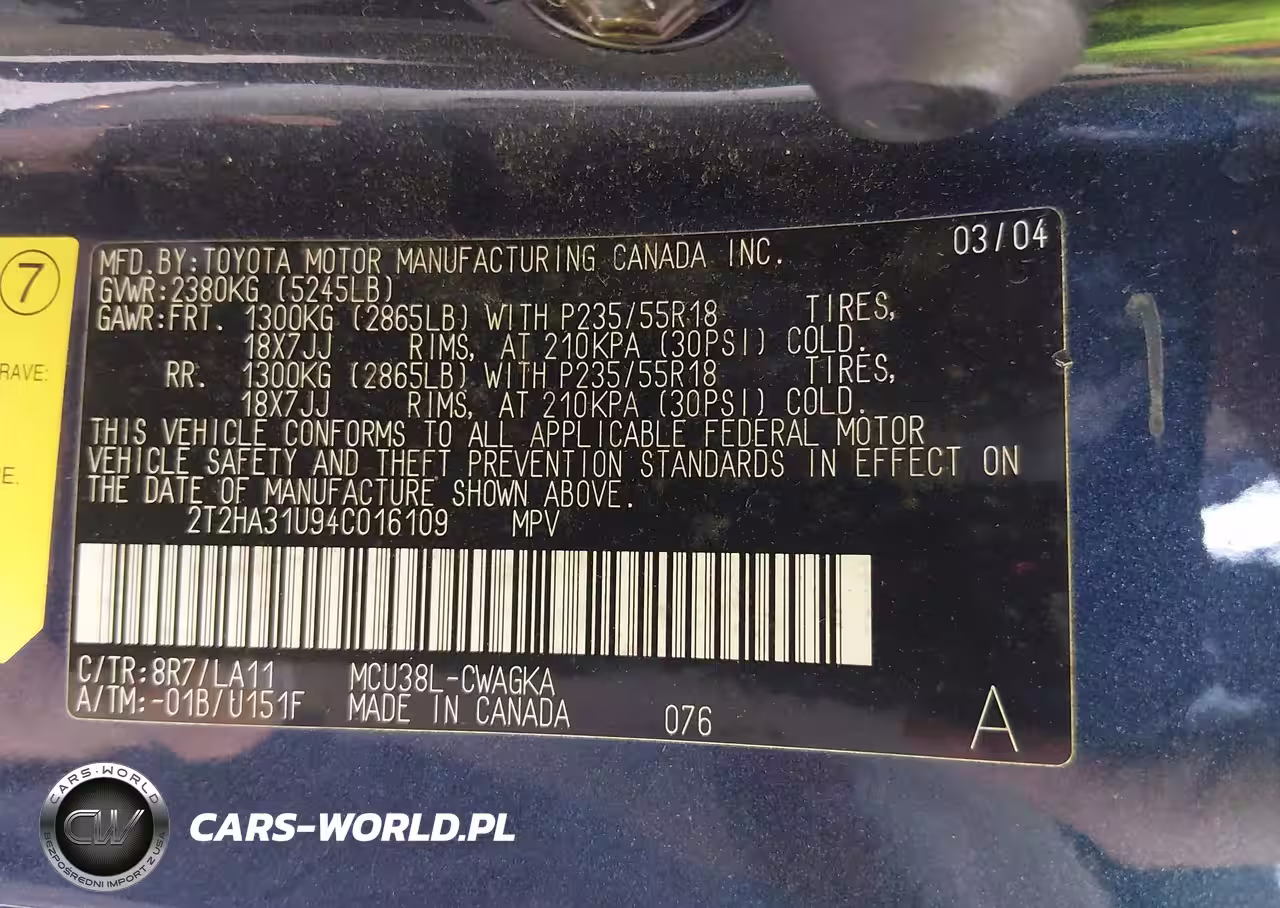 7
RAVE:
E.
MFD.BY:TOYOTA MOTOR MANUFACTURING CANADA INC. 03/04
GVWR:2380KG (5245LB)
GAWR:FRT. 1300KG (2865LB) WITH P235/55R18 TIRES,
18X7JJ RIMS, AT 210KPA (30PSI) COLD.
RR. 1300KG (2865LB) WITH P235/55R18 TIRES,
18X7JJ RIMS, AT 210KPA (30PSI) COLD.
THIS VEHICLE CONFORMS TO ALL APPLICABLE FEDERAL MOTOR
VEHICLE SAFETY AND THEFT PREVENTION STANDARDS IN EFFECT ON
THE DATE OF MANUFACTURE SHOWN ABOVE.
2T2HA31U94C016109 MPV
C/TR:8R7/LA11 MCU38L-CWAGKA
A/TM:-01B/U151F MADE IN CANADA 076 A
CARS-WORLD
CW
BEZPOŚREDNI IMPORT Z USA
CARS-WORLD.PL